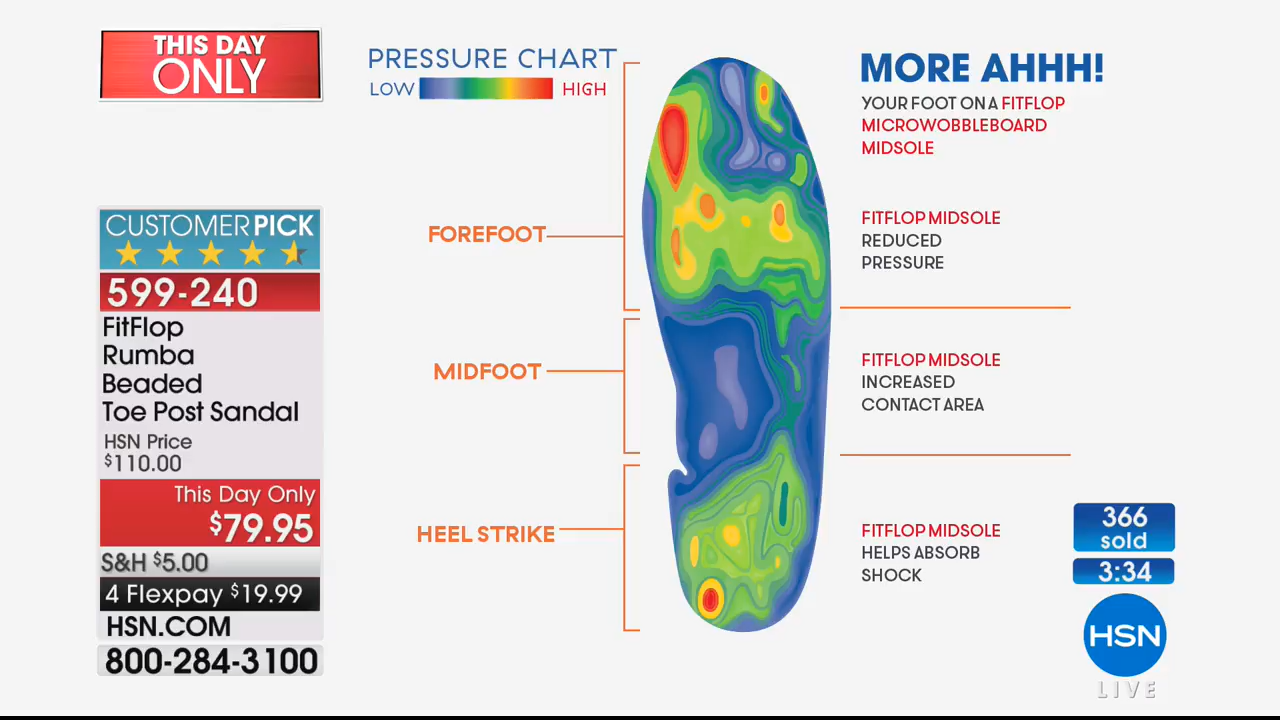 THIS DAY
ONLY
CUSTOMER PICK
599-240
FitFlop
Rumba
Beaded
Toe Post Sandal
HSN Price
$110.00
This Day Only
$79.95
S&H $5.00
4 Flexpay $19.99
HSN.COM
800-284-3100
PRESSURE CHART
LOW HIGH
FOREFOOT
MIDFOOT
HEEL STRIKE
MORE AHHH!
YOUR FOOT ON A FITFLOP
MICROWOBBLEBOARD
MIDSOLE
FITFLOP MIDSOLE
REDUCED
PRESSURE
FITFLOP MIDSOLE
INCREASED
CONTACT AREA
FITFLOP MIDSOLE
HELPS ABSORB
SHOCK
366
sold
3:34
HSN
LIVE